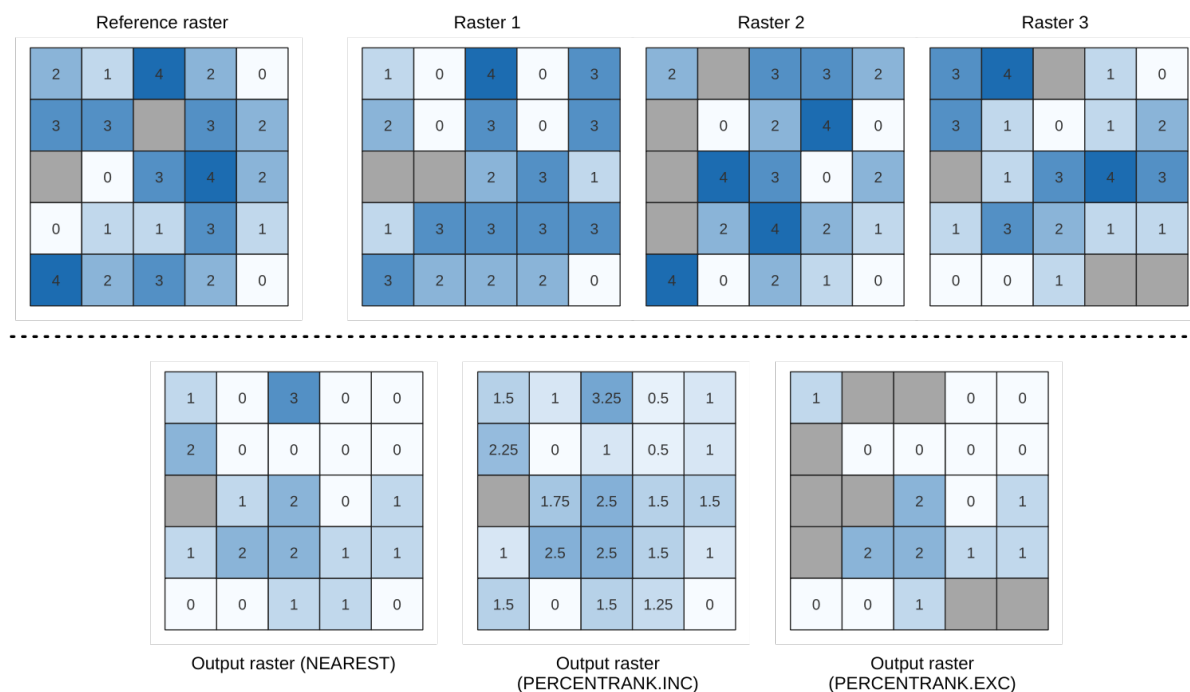 Reference raster Raster 1 Raster 2 Raster 3
2 1 4 2 0 1 0 4 0 3 2 3 3 2 3 4 1 0
3 3 3 2 2 0 3 0 3 0 2 4 0 3 1 0 1 2
0 3 4 2 2 3 1 4 3 0 2 1 3 4 3
0 1 1 3 1 1 3 3 3 3 2 4 2 1 1 3 2 1 1
4 2 3 2 0 3 2 2 2 0 4 0 2 1 0 0 0 1
1 0 3 0 0 1.5 1 3.25 0.5 1 1 0 0
2 0 0 0 0 2.25 0 1 0.5 1 0 0 0 0
1 2 0 1 1.75 2.5 1.5 1.5 2 0 1
1 2 2 1 1 1 2.5 2.5 1.5 1 2 2 1 1
0 0 1 1 0 1.5 0 1.5 1.25 0 0 0 1
Output raster (NEAREST) Output raster Output raster
(PERCENTRANK.INC) (PERCENTRANK.EXC)